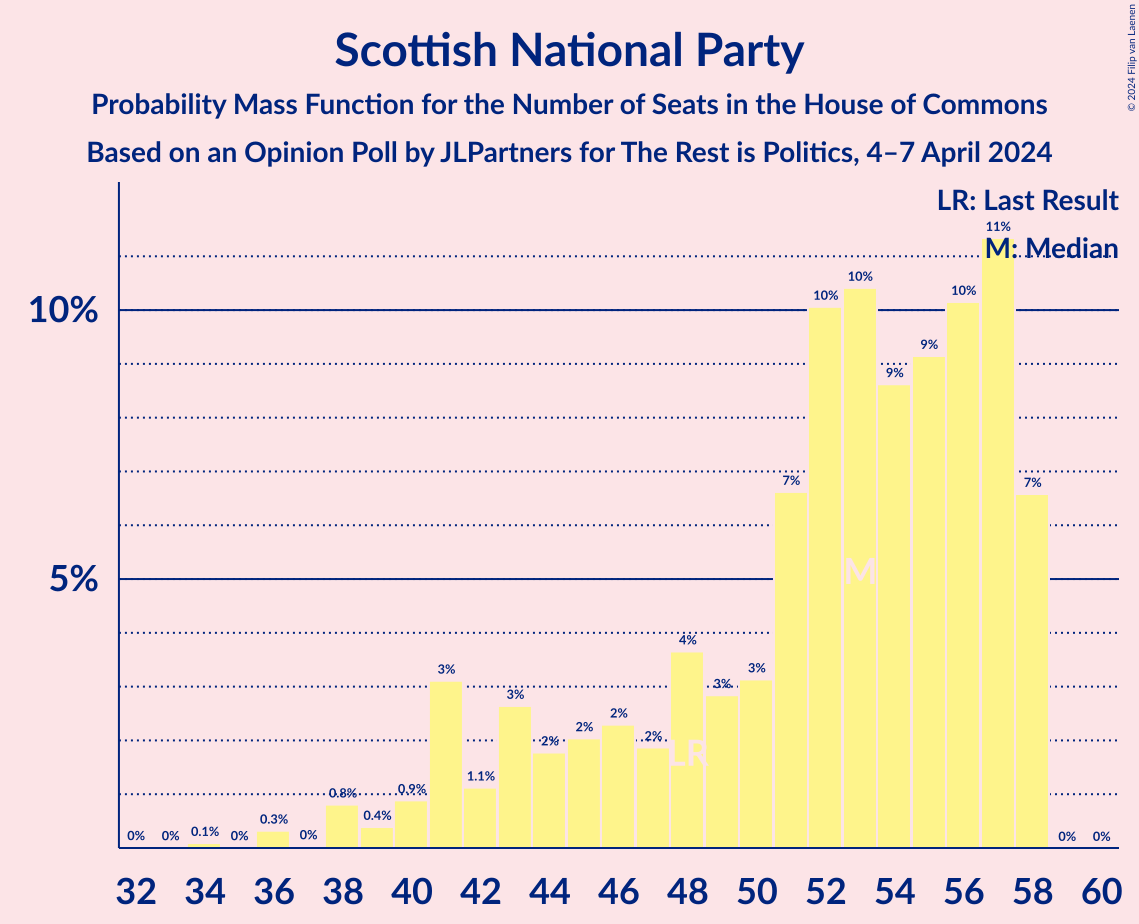 Scottish National Party
Probability Mass Function for the Number of Seats in the House of Commons
Based on an Opinion Poll by JLPartners for The Rest is Politics, 4–7 April 2024
© 2024 Filip van Laenen
LR: Last Result
M: Median
10%
5%
0% 0% 0.1% 0% 0.3% 0% 0.8% 0.4% 0.9% 3% 1.1% 3% 2% 2% 2% 2% 4% 3% 3% 7% 10% 10% 9% 9% 10% 11% 7% 0% 0%
M
LR
32 34 36 38 40 42 44 46 48 50 52 54 56 58 60